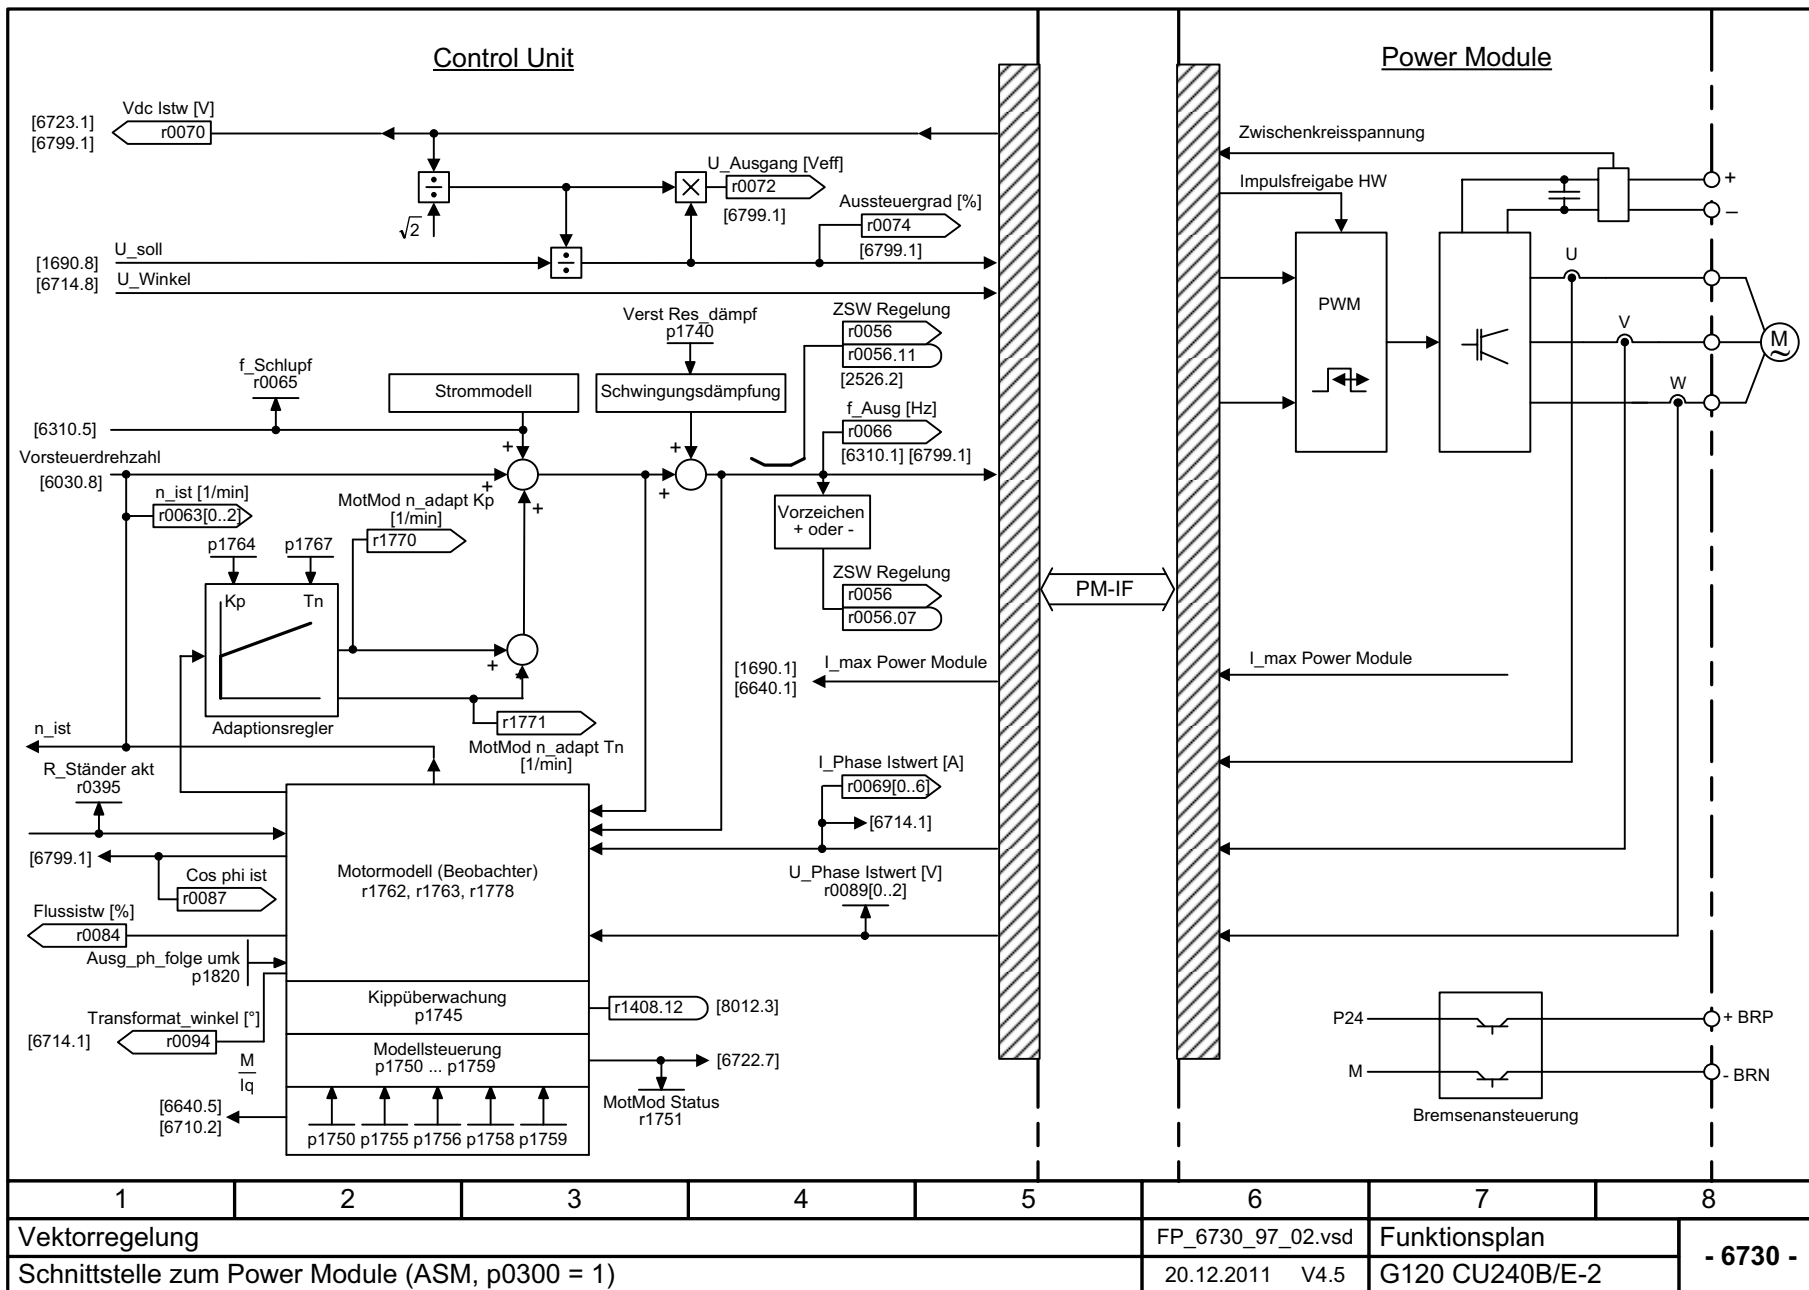 Control Unit
Power Module
Vdc Istw [V]
[6723.1]
[6799.1]
r0070
÷
√2
×
U_Ausgang [Veff]
r0072
[6799.1]
Aussteuergrad [%]
r0074
[6799.1]
÷
U_soll
[1690.8]
[6714.8]
U_Winkel
Zwischenkreisspannung
Impulsfreigabe HW
+
–
PWM
U
V
W
M
~
Verst Res_dämpf
p1740
ZSW Regelung
r0056
r0056.11
[2526.2]
f_Schlupf
r0065
Strommodell
Schwingungsdämpfung
f_Ausg [Hz]
r0066
[6310.1] [6799.1]
[6310.5]
Vorsteuerdrehzahl
[6030.8]
+
+
+
+
+
n_ist [1/min]
r0063[0..2]
MotMod n_adapt Kp
[1/min]
r1770
Vorzeichen
+ oder -
p1764
p1767
Kp
Tn
ZSW Regelung
r0056
r0056.07
PM-IF
+
+
Adaptionsregler
r1771
MotMod n_adapt Tn
[1/min]
[1690.1]
[6640.1]
I_max Power Module
I_max Power Module
n_ist
R_Ständer akt
r0395
I_Phase Istwert [A]
r0069[0..6]
[6714.1]
[6799.1]
Cos phi ist
r0087
Motormodell (Beobachter)
r1762, r1763, r1778
U_Phase Istwert [V]
r0089[0..2]
Flussistw [%]
r0084
Ausg_ph_folge umk
p1820
Kippüberwachung
p1745
r1408.12
[8012.3]
Transformat_winkel [°]
[6714.1]
r0094
Modellsteuerung
p1750 ... p1759
[6722.7]
MotMod Status
r1751
M
Iq
[6640.5]
[6710.2]
p1750 p1755 p1756 p1758 p1759
P24
+ BRP
M
- BRN
Bremsenansteuerung
1 2 3 4 5 6 7 8
Vektorregelung
FP_6730_97_02.vsd
Funktionsplan
- 6730 -
Schnittstelle zum Power Module (ASM, p0300 = 1)
20.12.2011 V4.5
G120 CU240B/E-2